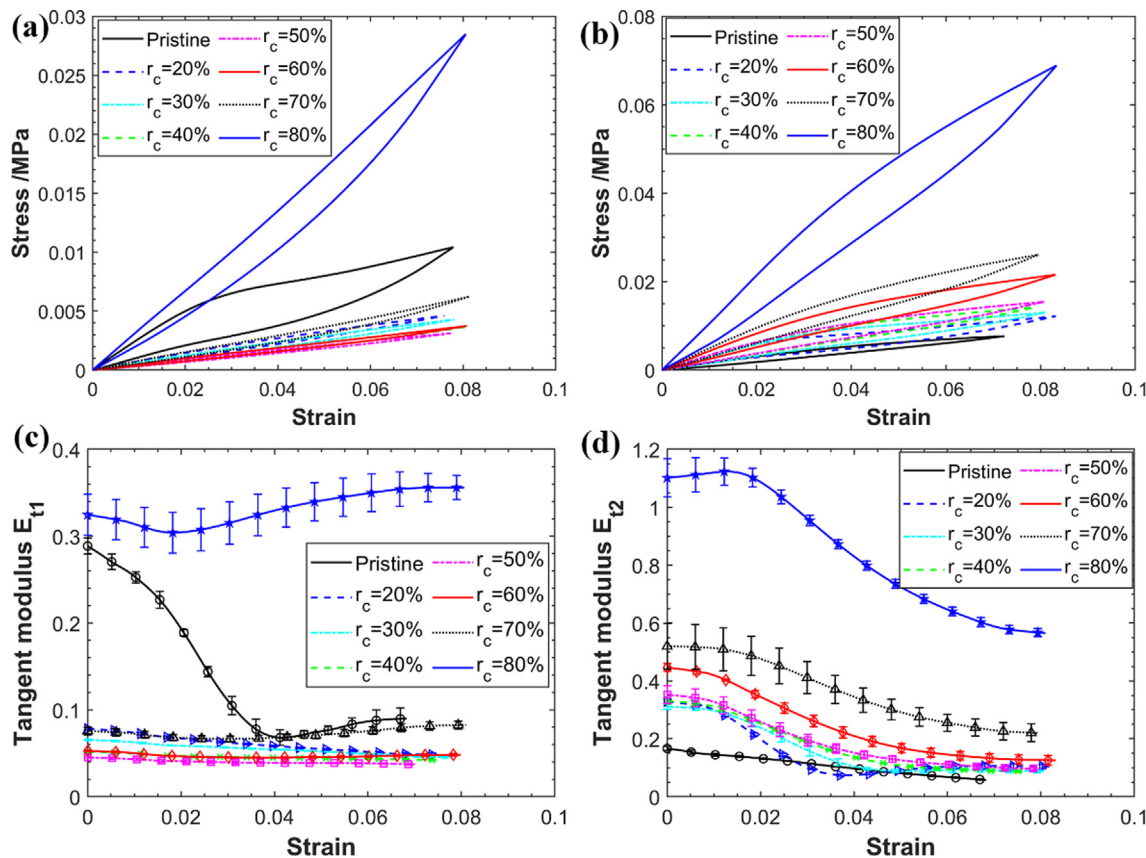 (a)
0.03
0.025
0.02
0.015
0.01
0.005
0
Stress /MPa
Pristine
r_c=20%
r_c=30%
r_c=40%
r_c=50%
r_c=60%
r_c=70%
r_c=80%
0 0.02 0.04 0.06 0.08 0.1
Strain
(b)
0.08
0.06
0.04
0.02
0
Stress /MPa
Pristine
r_c=20%
r_c=30%
r_c=40%
r_c=50%
r_c=60%
r_c=70%
r_c=80%
0 0.02 0.04 0.06 0.08 0.1
Strain
(c)
0.4
0.3
0.2
0.1
0
Tangent modulus E_t1
Pristine
r_c=20%
r_c=30%
r_c=40%
r_c=50%
r_c=60%
r_c=70%
r_c=80%
0 0.02 0.04 0.06 0.08 0.1
Strain
(d)
1.2
1
0.8
0.6
0.4
0.2
0
Tangent modulus E_t2
Pristine
r_c=20%
r_c=30%
r_c=40%
r_c=50%
r_c=60%
r_c=70%
r_c=80%
0 0.02 0.04 0.06 0.08 0.1
Strain